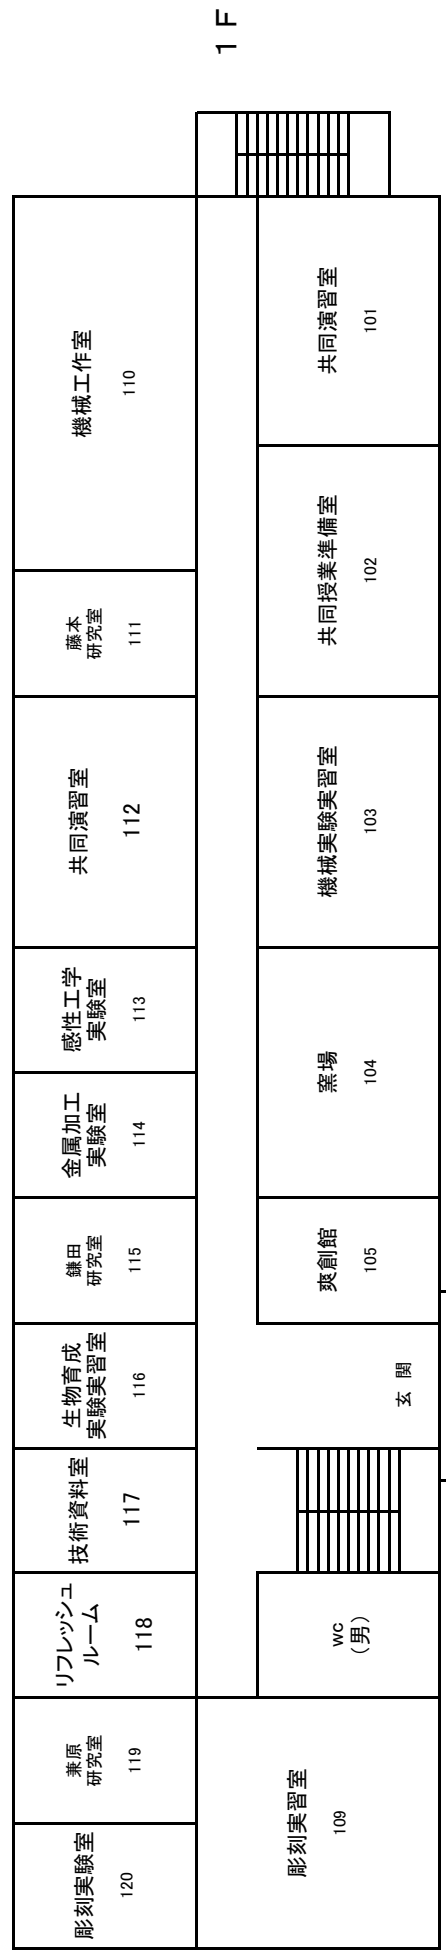 1F
機械工作室
110
藤本
研究室
111
共同演習室
112
感性工学
実験室
113
金属加工
実験室
114
鎌田
研究室
115
生物育成
実験実習室
116
技術資料室
117
リフレッシュ
ルーム
118
兼原
研究室
119
彫刻実験室
120
共同演習室
101
共同授業準備室
102
機械実験実習室
103
窯場
104
爽創館
105
玄関
wc
(男)
彫刻実習室
109